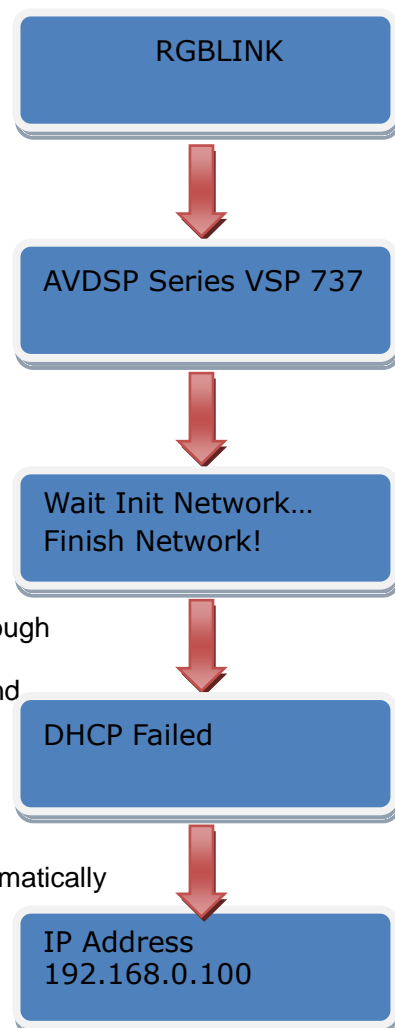 RGBLINK
AVDSP Series VSP 737
Wait Init Network…
Finish Network!
DHCP Failed
IP Address
192.168.0.100